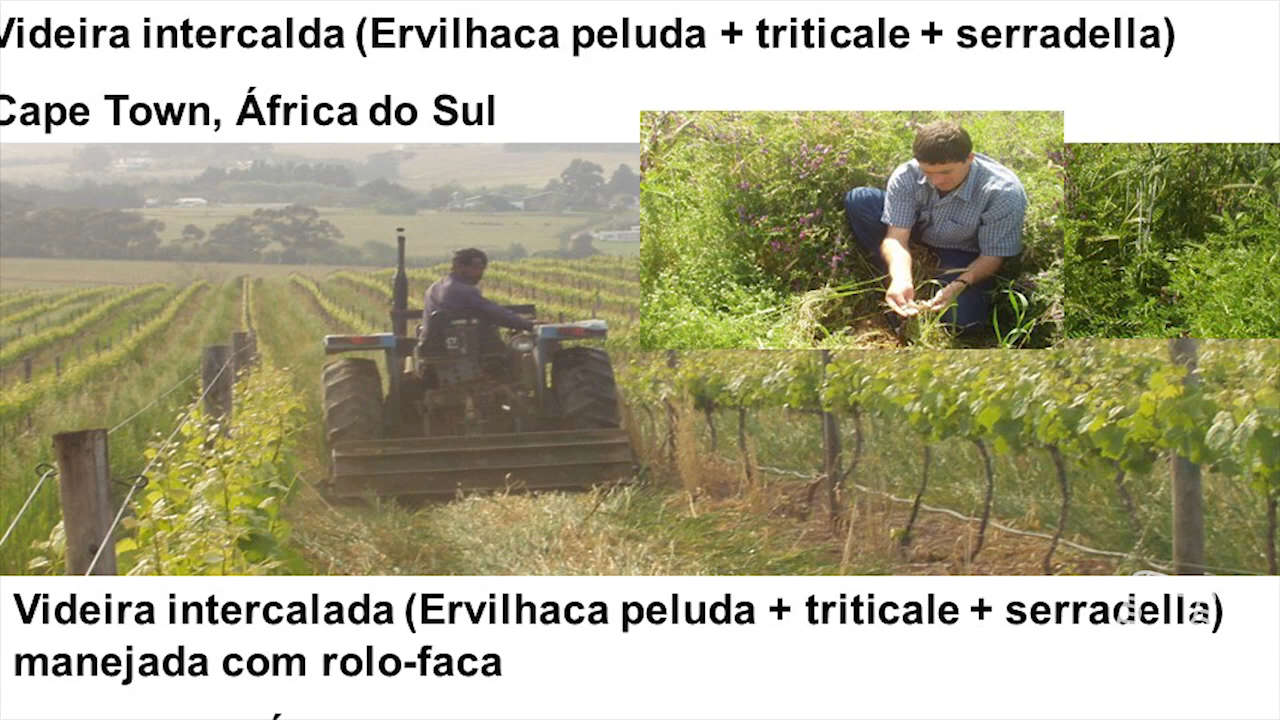 Videira intercalda (Ervilhaca peluda + triticale + serradella)
Cape Town, África do Sul
Videira intercalada (Ervilhaca peluda + triticale + serradella)
manejada com rolo-faca